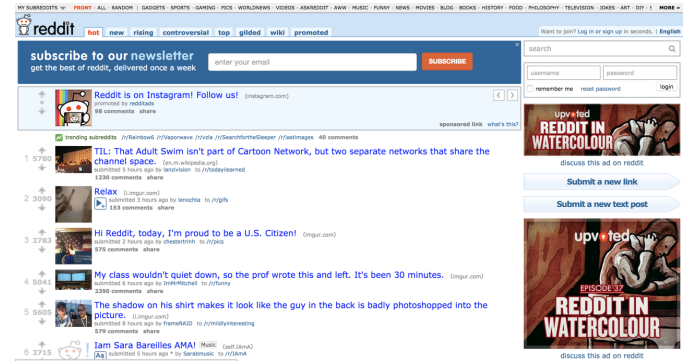 MY SUBREDDITS FRONT - ALL - RANDOM | GADGETS - SPORTS - GAMING - PICS - WORLDNEWS - VIDEOS - ASKREDDIT - AWW - MUSIC - FUNNY - NEWS - MOVIES - BLOG - BOOKS - HISTORY - FOOD - PHILOSOPHY - TELEVISION - JOKES - ART - DIY - MORE »
reddit hot new rising controversial top gilded wiki promoted
Want to join? Log in or sign up in seconds. | English
subscribe to our newsletter
get the best of reddit, delivered once a week
enter your email
SUBSCRIBE
search
username password
remember me reset password login
Reddit is on Instagram! Follow us! (instagram.com)
promoted by redditads
98 comments share
sponsored link what's this?
trending subreddits /r/Rainbow6 /r/Vaporwave /r/vzla /r/SearchfortheSleeper /r/lastimages 40 comments
1 5780
TIL: That Adult Swim isn't part of Cartoon Network, but two separate networks that share the
channel space. (en.m.wikipedia.org)
submitted 5 hours ago by lanzivision to /r/todayilearned
1230 comments share
2 3090
Relax (i.imgur.com)
submitted 3 hours ago by lenochta to /r/gifs
153 comments share
3 2783
Hi Reddit, today, I'm proud to be a U.S. Citizen! (imgur.com)
submitted 2 hours ago by chestertrinh to /r/pics
575 comments share
4 5041
My class wouldn't quiet down, so the prof wrote this and left. It's been 30 minutes. (imgur.com)
submitted 6 hours ago by ImMrMitchell to /r/funny
2390 comments share
5 5605
The shadow on his shirt makes it look like the guy in the back is badly photoshopped into the
picture. (i.imgur.com)
submitted 8 hours ago by frameRAID to /r/mildlyinteresting
579 comments share
6 2715
Iam Sara Bareilles AMA! Music (self.IAmA)
Aa submitted 5 hours ago * by Sarabmusic to /r/IAmA
upvoted
REDDIT IN
WATERCOLOUR
discuss this ad on reddit
Submit a new link
Submit a new text post
upvoted
EPISODE 37
REDDIT IN
WATERCOLOUR
discuss this ad on reddit